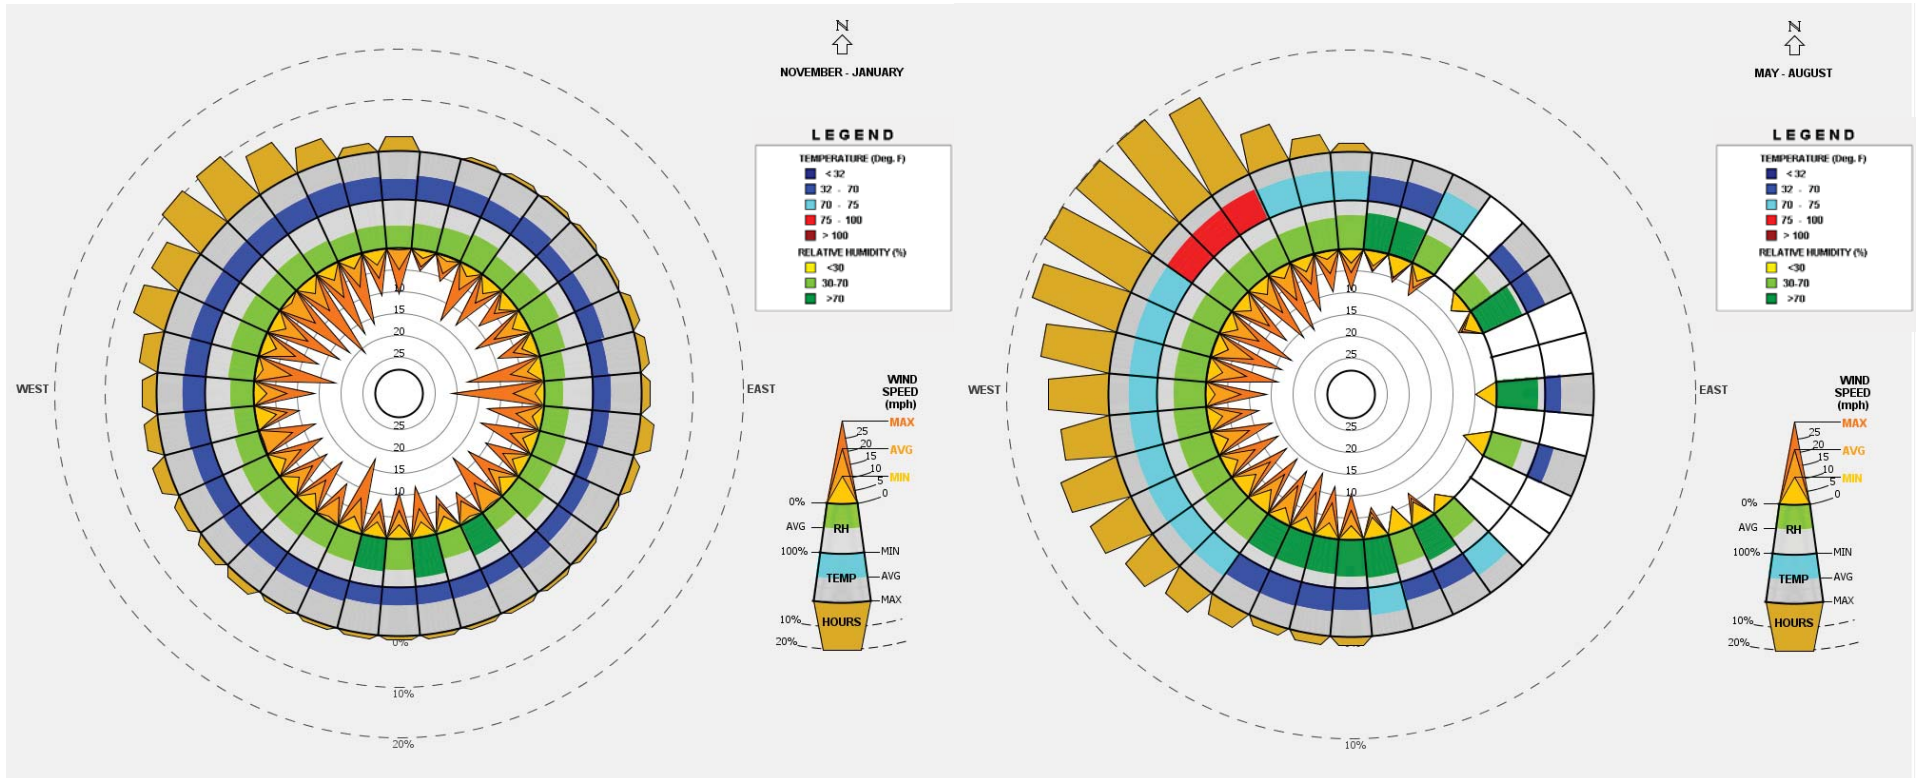 N
NOVEMBER - JANUARY
LEGEND
TEMPERATURE (Deg. F)
< 32
32 - 70
70 - 75
75 - 100
> 100
RELATIVE HUMIDITY (%)
<30
30-70
>70
WEST
EAST
10
15
20
25
25
20
15
10
0%
10%
20%
WIND
SPEED
(mph)
MAX
25
20
AVG
15
10
MIN
5
0% 0
AVG RH
100% MIN
TEMP AVG
MAX
10% HOURS
20%
N
MAY - AUGUST
LEGEND
TEMPERATURE (Deg. F)
< 32
32 - 70
70 - 75
75 - 100
> 100
RELATIVE HUMIDITY (%)
<30
30-70
>70
WEST
EAST
10
15
20
25
25
20
15
10
10%
WIND
SPEED
(mph)
MAX
25
20
AVG
15
10
MIN
5
0% 0
AVG RH
100% MIN
TEMP AVG
MAX
10% HOURS
20%